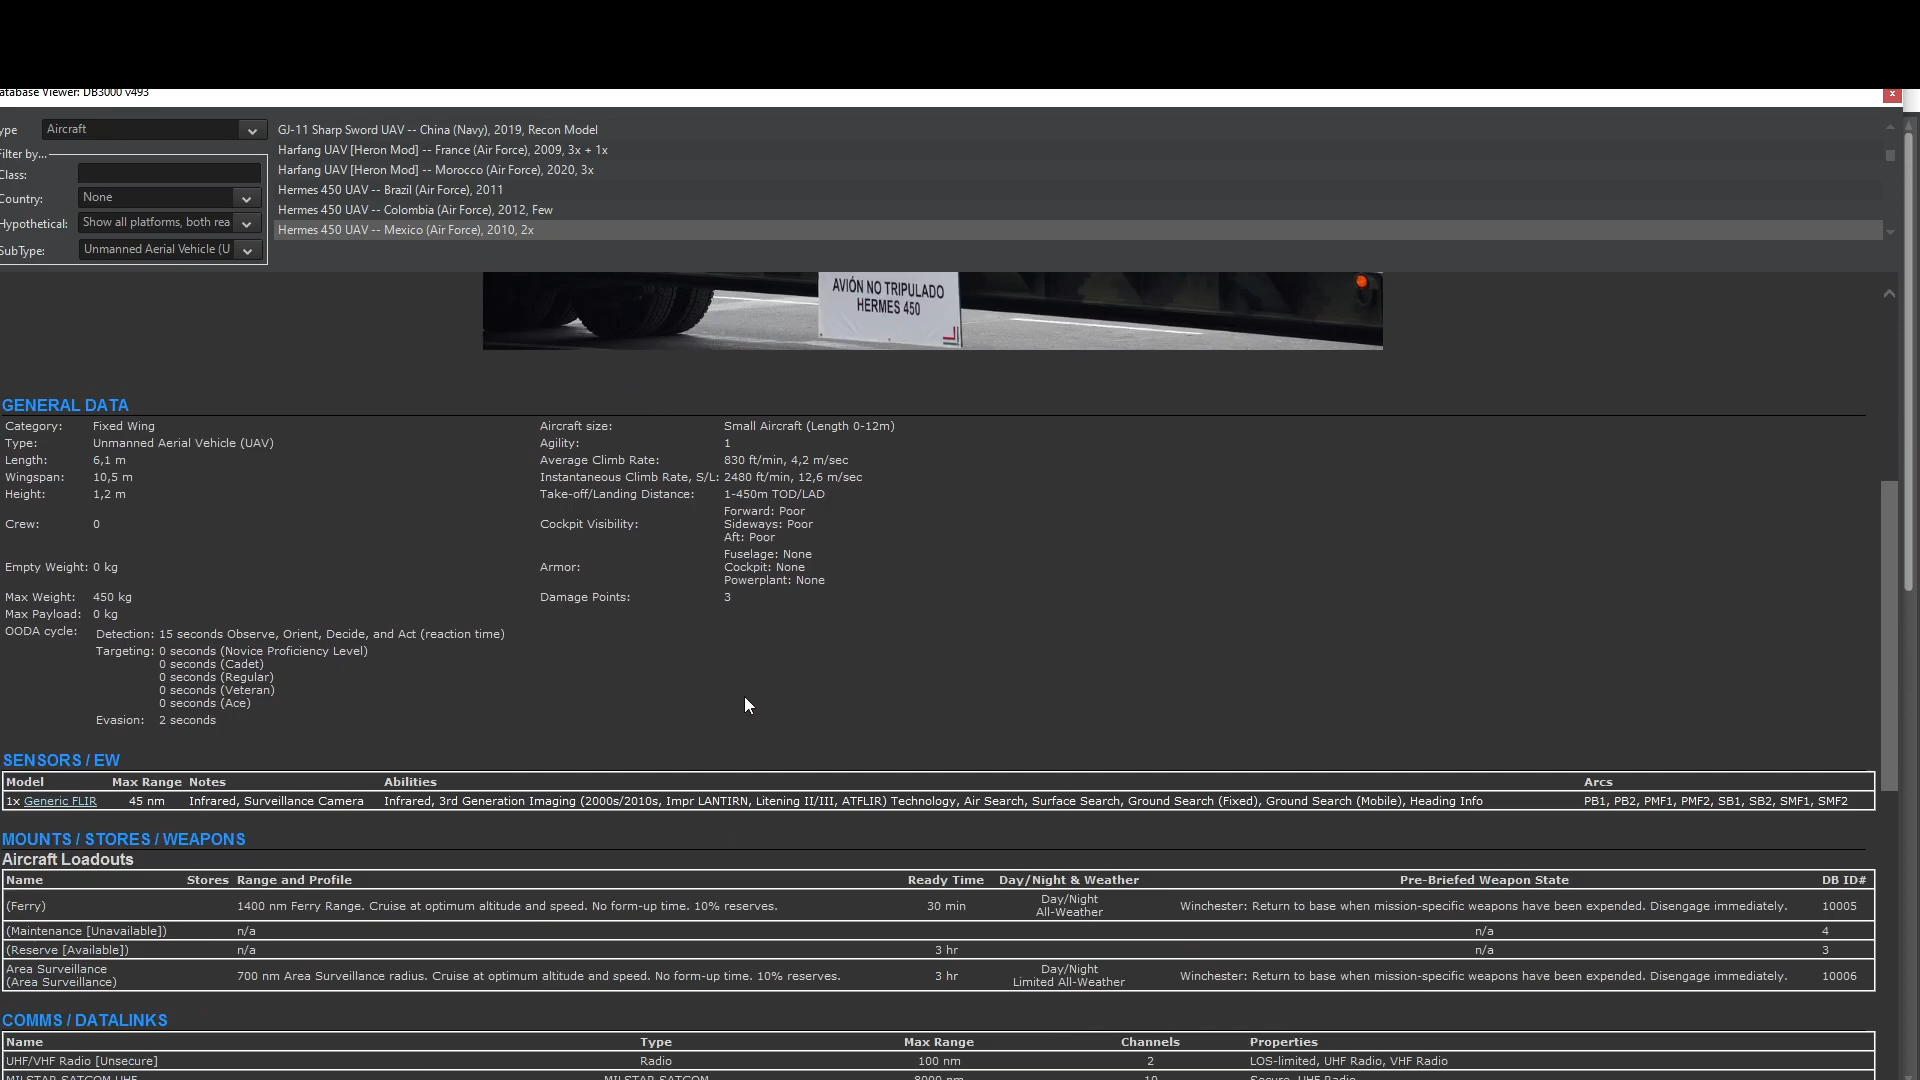 atabase Viewer: DB3000 v493
ype Aircraft
Filter by...
Class:
Country: None
Hypothetical: Show all platforms, both rea
SubType: Unmanned Aerial Vehicle (U
GJ-11 Sharp Sword UAV -- China (Navy), 2019, Recon Model
Harfang UAV [Heron Mod] -- France (Air Force), 2009, 3x + 1x
Harfang UAV [Heron Mod] -- Morocco (Air Force), 2020, 3x
Hermes 450 UAV -- Brazil (Air Force), 2011
Hermes 450 UAV -- Colombia (Air Force), 2012, Few
Hermes 450 UAV -- Mexico (Air Force), 2010, 2x
AVIÓN NO TRIPULADO
HERMES 450
GENERAL DATA
Category: Fixed Wing
Type: Unmanned Aerial Vehicle (UAV)
Length: 6,1 m
Wingspan: 10,5 m
Height: 1,2 m
Crew: 0
Empty Weight: 0 kg
Max Weight: 450 kg
Max Payload: 0 kg
OODA cycle: Detection: 15 seconds Observe, Orient, Decide, and Act (reaction time)
Targeting: 0 seconds (Novice Proficiency Level)
0 seconds (Cadet)
0 seconds (Regular)
0 seconds (Veteran)
0 seconds (Ace)
Evasion: 2 seconds
Aircraft size: Small Aircraft (Length 0-12m)
Agility: 1
Average Climb Rate: 830 ft/min, 4,2 m/sec
Instantaneous Climb Rate, S/L: 2480 ft/min, 12,6 m/sec
Take-off/Landing Distance: 1-450m TOD/LAD
Forward: Poor
Cockpit Visibility: Sideways: Poor
Aft: Poor
Fuselage: None
Armor: Cockpit: None
Powerplant: None
Damage Points: 3
SENSORS / EW
Model Max Range Notes Abilities Arcs
1x Generic FLIR 45 nm Infrared, Surveillance Camera Infrared, 3rd Generation Imaging (2000s/2010s, Impr LANTIRN, Litening II/III, ATFLIR) Technology, Air Search, Surface Search, Ground Search (Fixed), Ground Search (Mobile), Heading Info PB1, PB2, PMF1, PMF2, SB1, SB2, SMF1, SMF2
MOUNTS / STORES / WEAPONS
Aircraft Loadouts
Name Stores Range and Profile Ready Time Day/Night & Weather Pre-Briefed Weapon State DB ID#
(Ferry) 1400 nm Ferry Range. Cruise at optimum altitude and speed. No form-up time. 10% reserves. 30 min Day/Night All-Weather Winchester: Return to base when mission-specific weapons have been expended. Disengage immediately. 10005
(Maintenance [Unavailable]) n/a n/a 4
(Reserve [Available]) n/a 3 hr n/a 3
Area Surveillance (Area Surveillance) 700 nm Area Surveillance radius. Cruise at optimum altitude and speed. No form-up time. 10% reserves. 3 hr Day/Night Limited All-Weather Winchester: Return to base when mission-specific weapons have been expended. Disengage immediately. 10006
COMMS / DATALINKS
Name Type Max Range Channels Properties
UHF/VHF Radio [Unsecure] Radio 100 nm 2 LOS-limited, UHF Radio, VHF Radio
MILSTAR SATCOM UHF MILSTAR SATCOM 8000 nm 10 Secure, UHF Radio